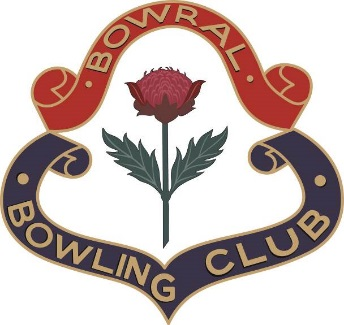 · BOWRAL ·
· BOWLING CLUB ·